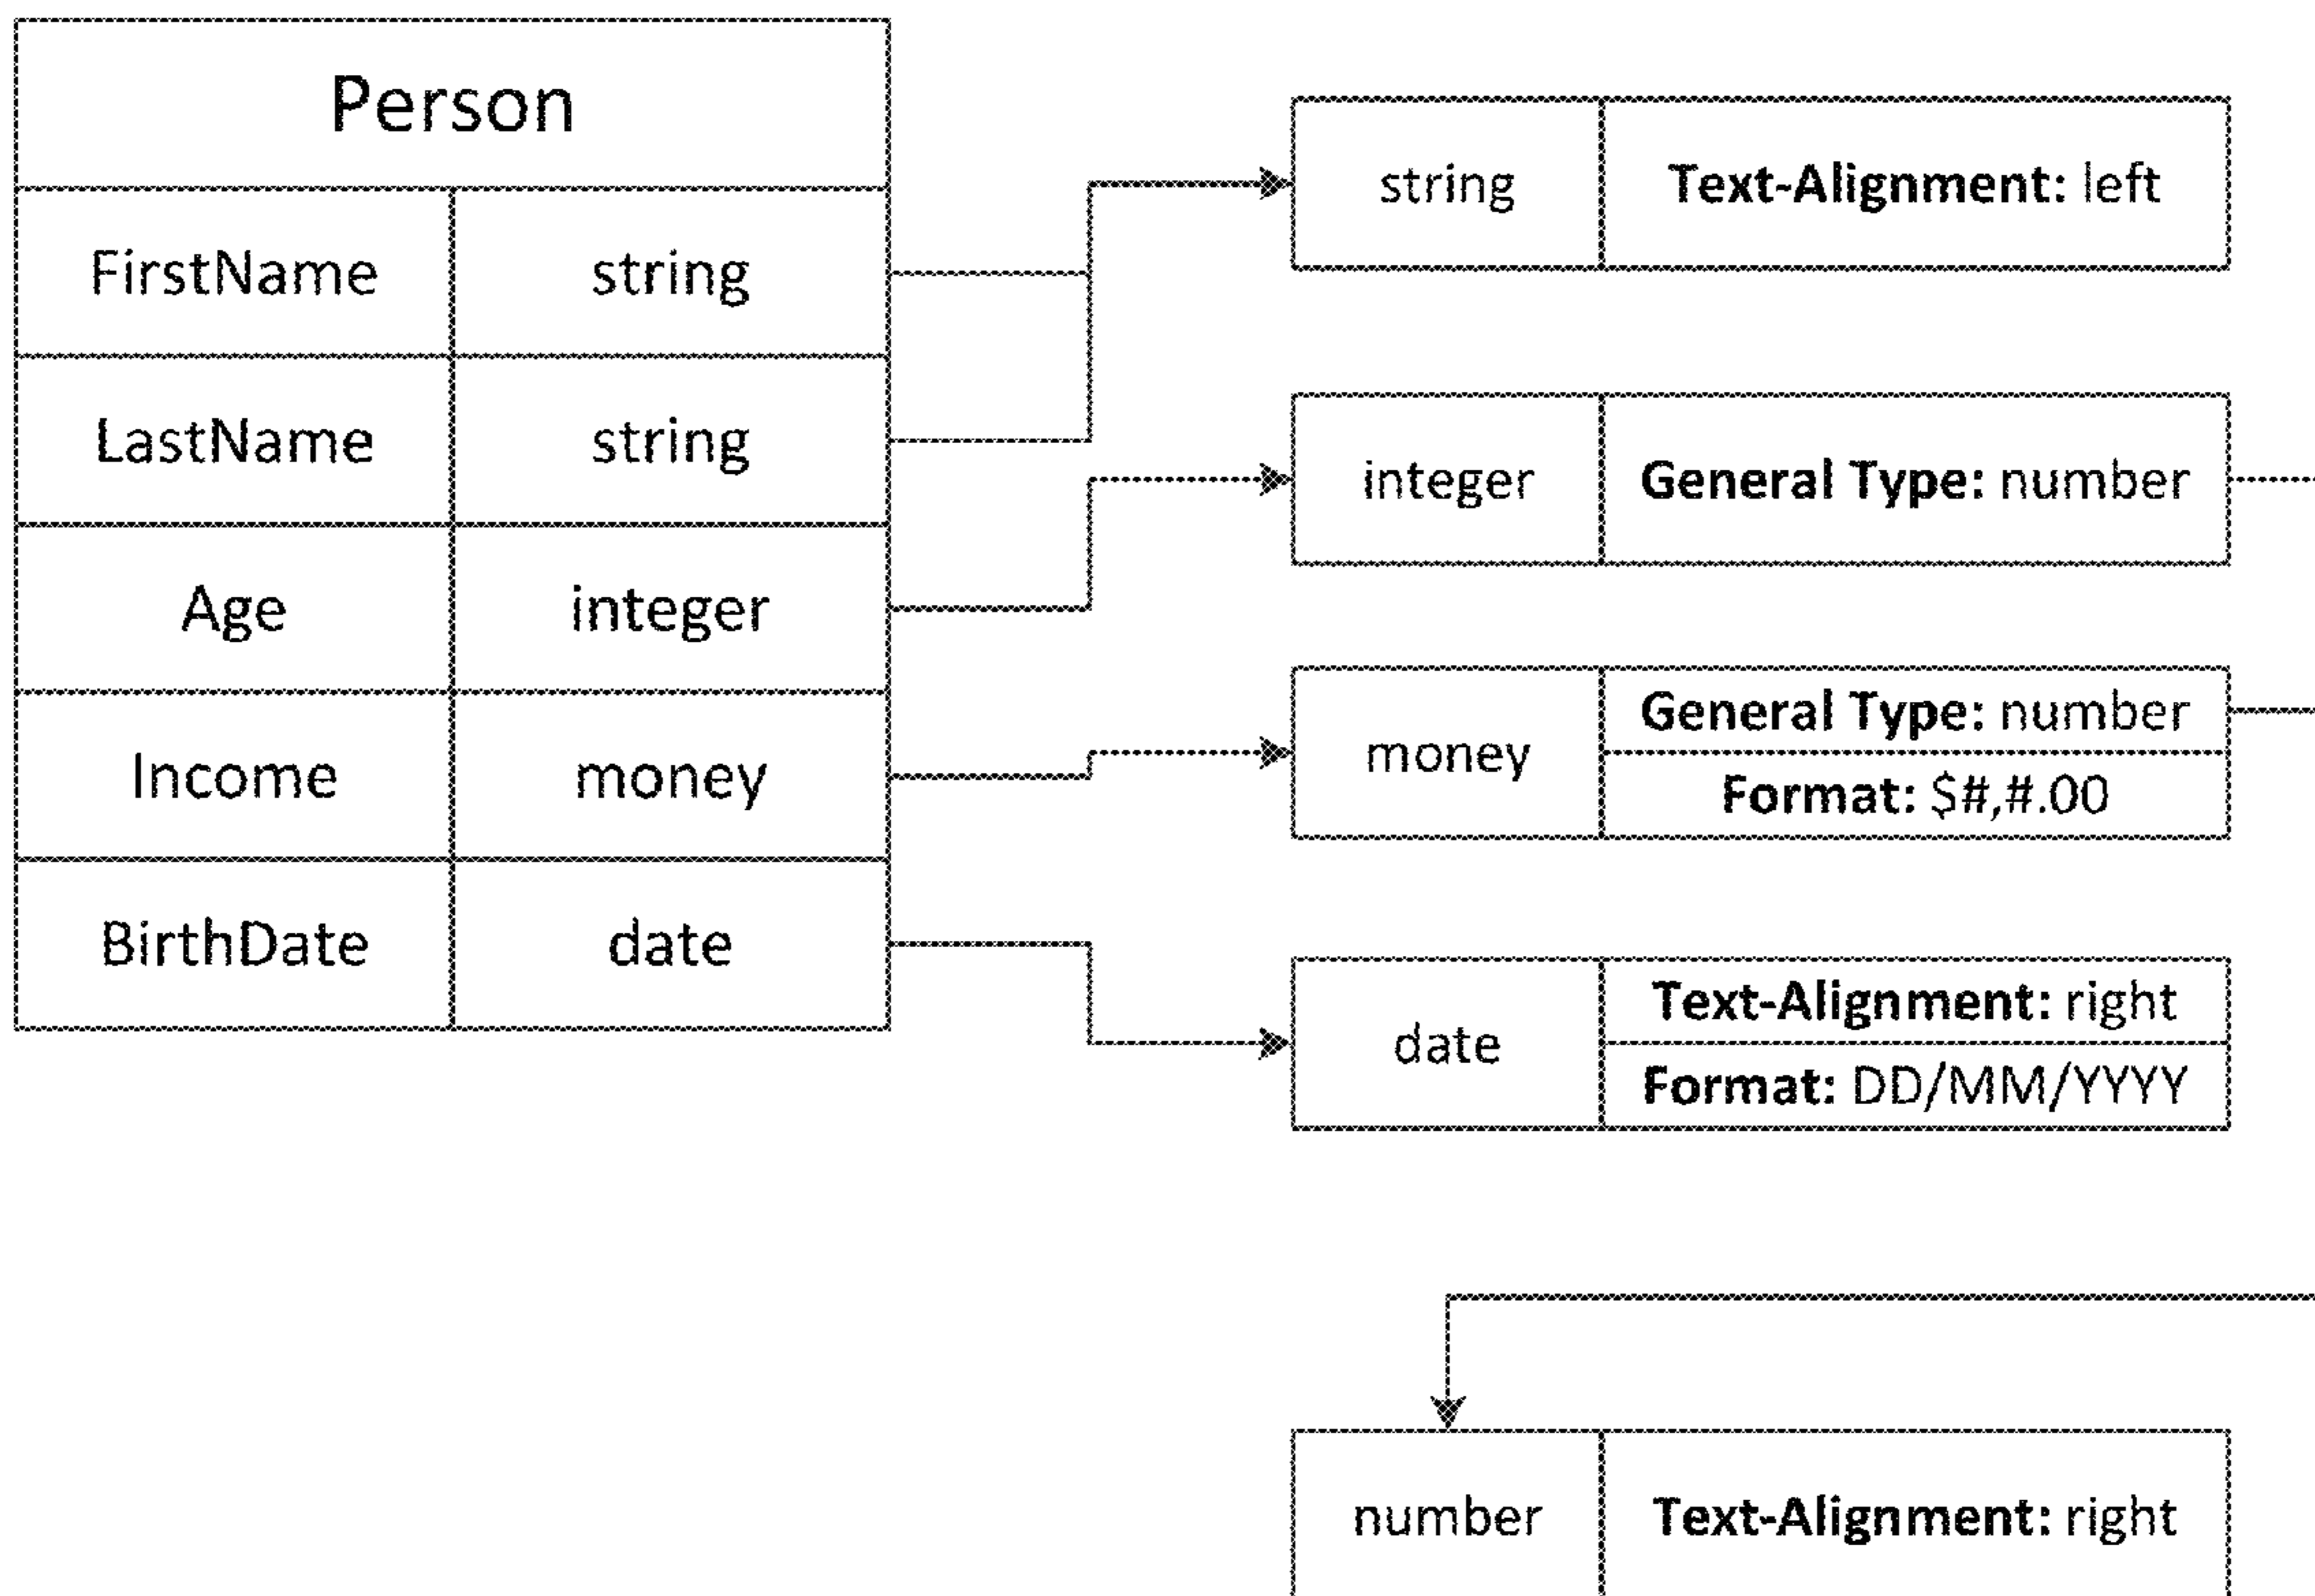 Person
FirstName string
LastName string
Age integer
Income money
BirthDate date
string Text-Alignment: left
integer General Type: number
money General Type: number
Format: $#,#.00
date Text-Alignment: right
Format: DD/MM/YYYY
number Text-Alignment: right